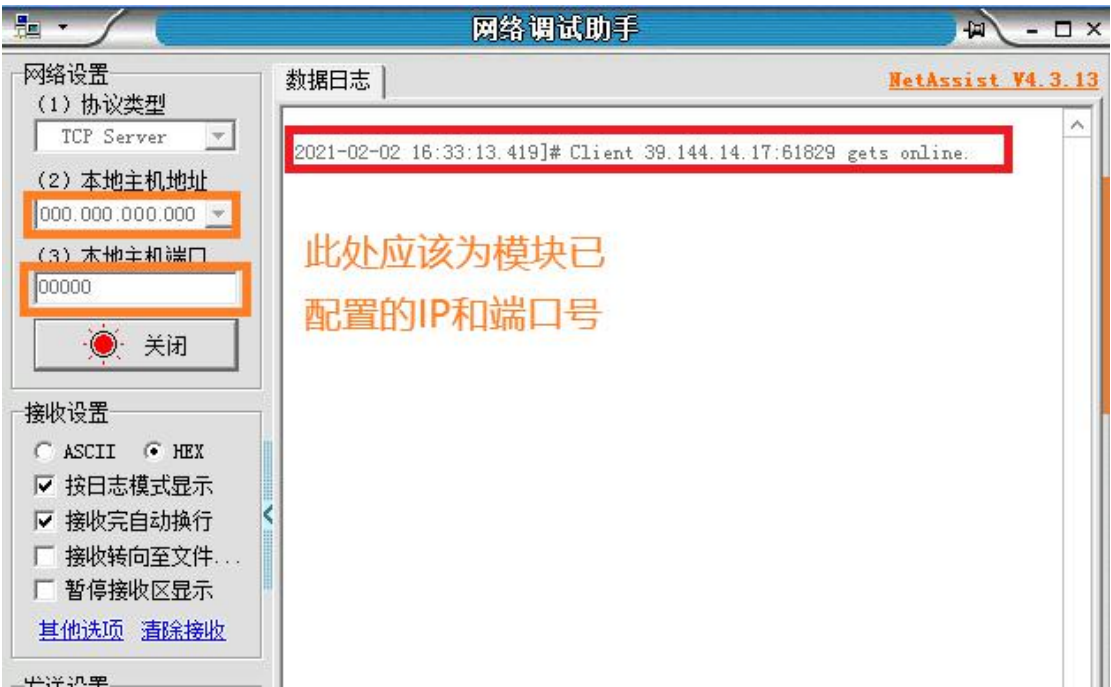 网络调试助手
网络设置
(1) 协议类型
TCP Server
(2) 本地主机地址
000.000.000.000
(3) 本地主机端口
00000
关闭
接收设置
ASCII HEX
按日志模式显示
接收完自动换行
接收转向至文件...
暂停接收区显示
其他选项 清除接收
发送设置
数据日志
NetAssist V4.3.13
2021-02-02 16:33:13.419]# Client 39.144.14.17:61829 gets online.
此处应该为模块已
配置的IP和端口号